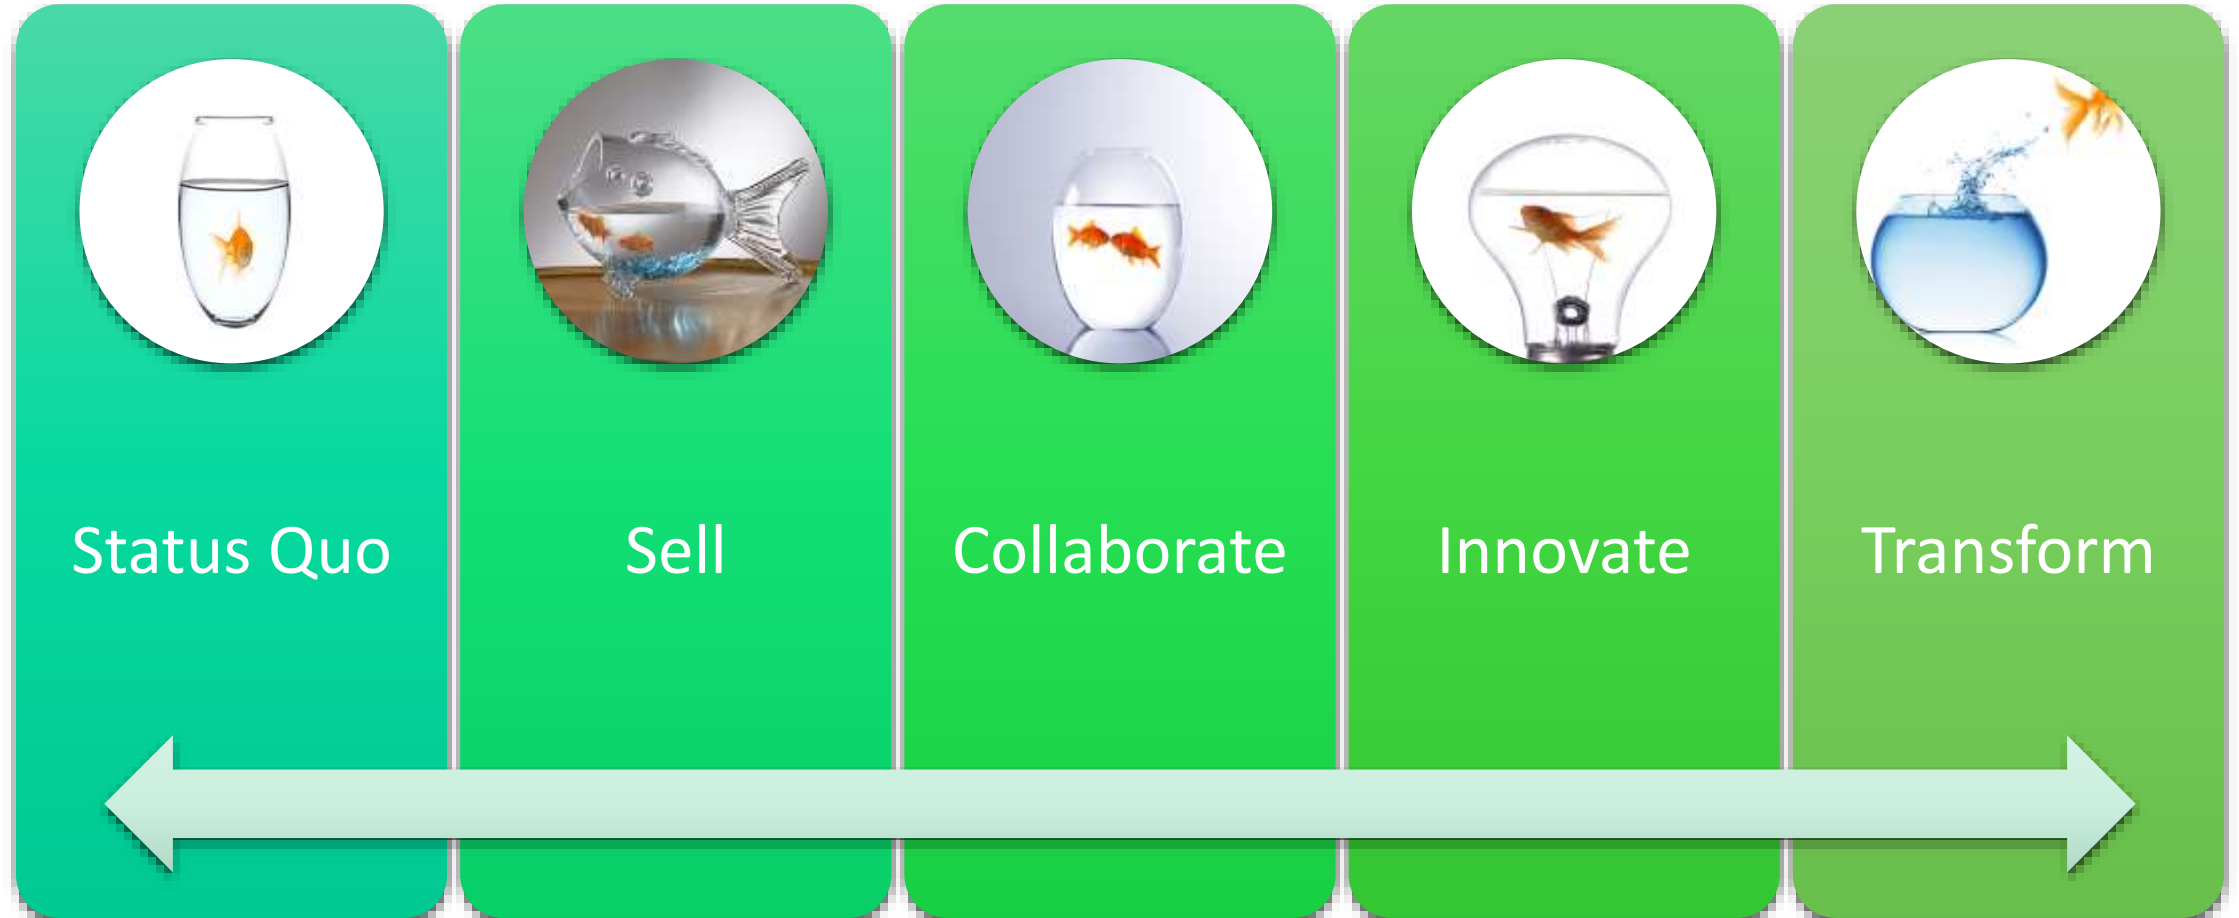 Status Quo
Sell
Collaborate
Innovate
Transform